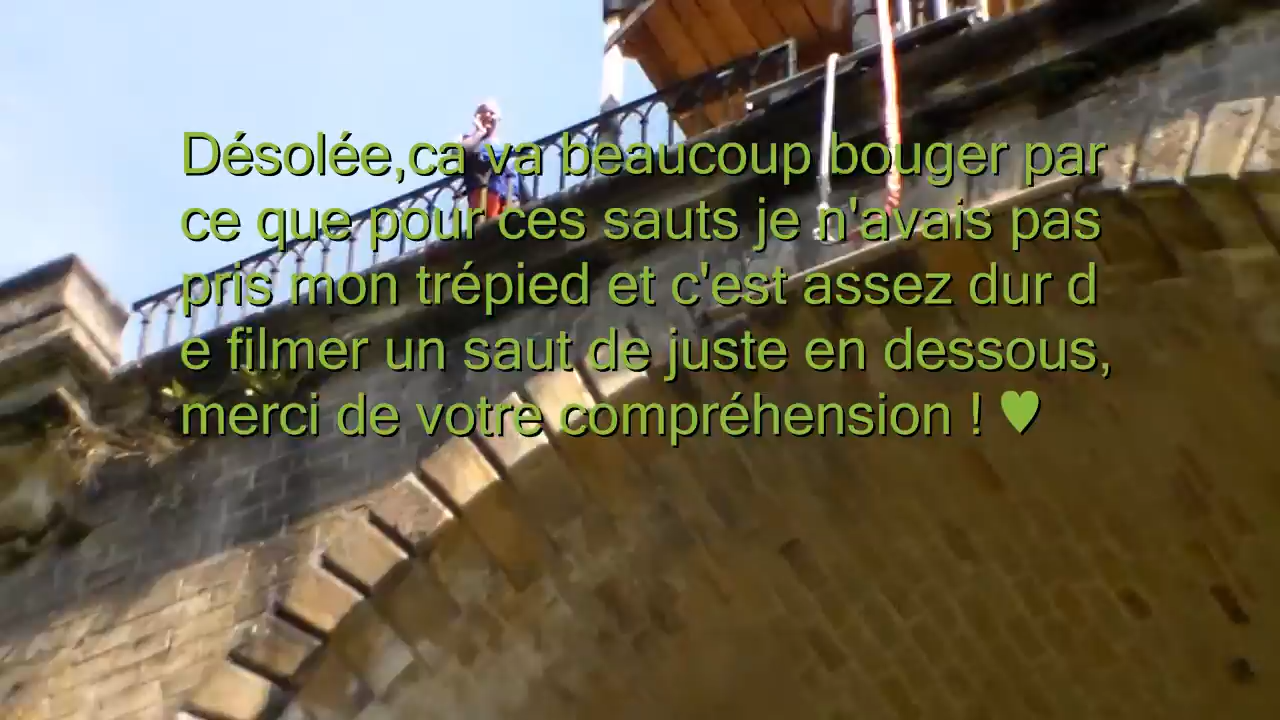 Désolée,ca va beaucoup bouger par
ce que pour ces sauts je n'avais pas
pris mon trépied et c'est assez dur d
e filmer un saut de juste en dessous,
merci de votre compréhension ! ♥